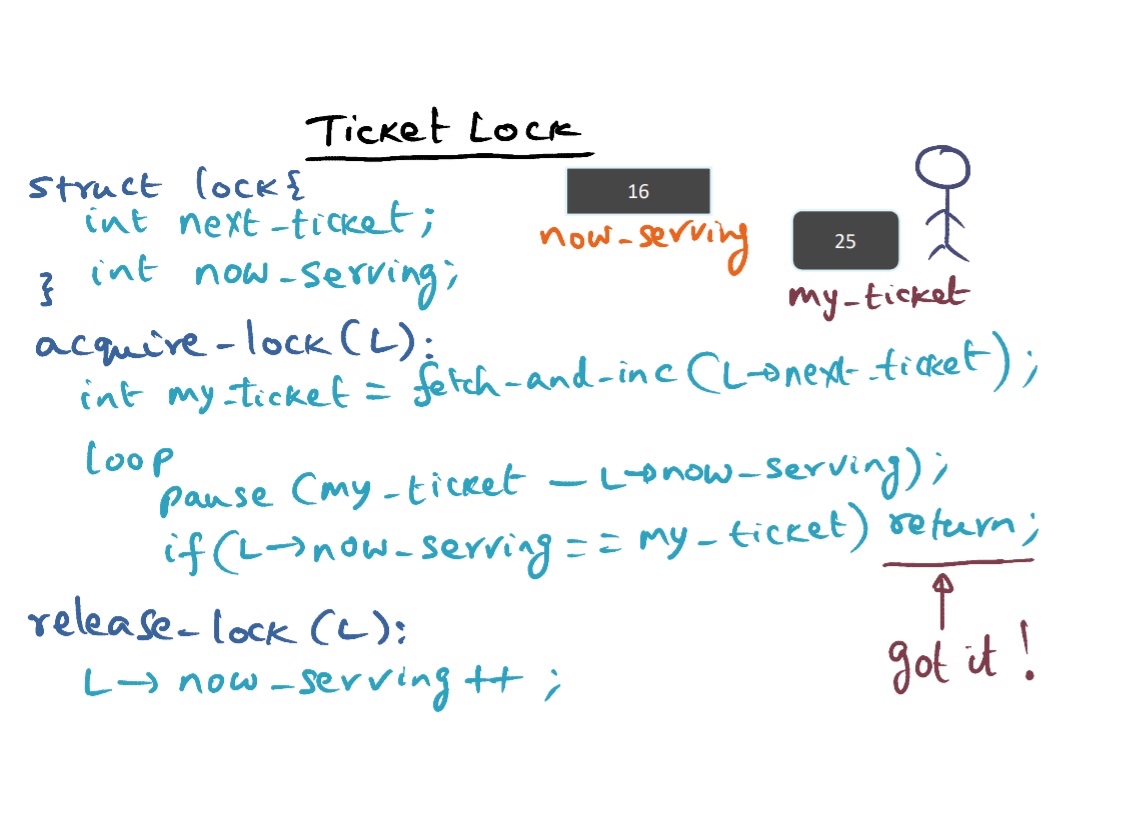 Ticket Lock
struct lock{
int next_ticket;
int now_serving;
}
16
now_serving
25
my_ticket
acquire_lock(L):
int my_ticket = fetch-and-inc(L→next_ticket);
loop
pause (my_ticket — L→now_serving);
if(L→now_serving == my_ticket) return;
release_lock(L):
L→now_serving++;
got it!